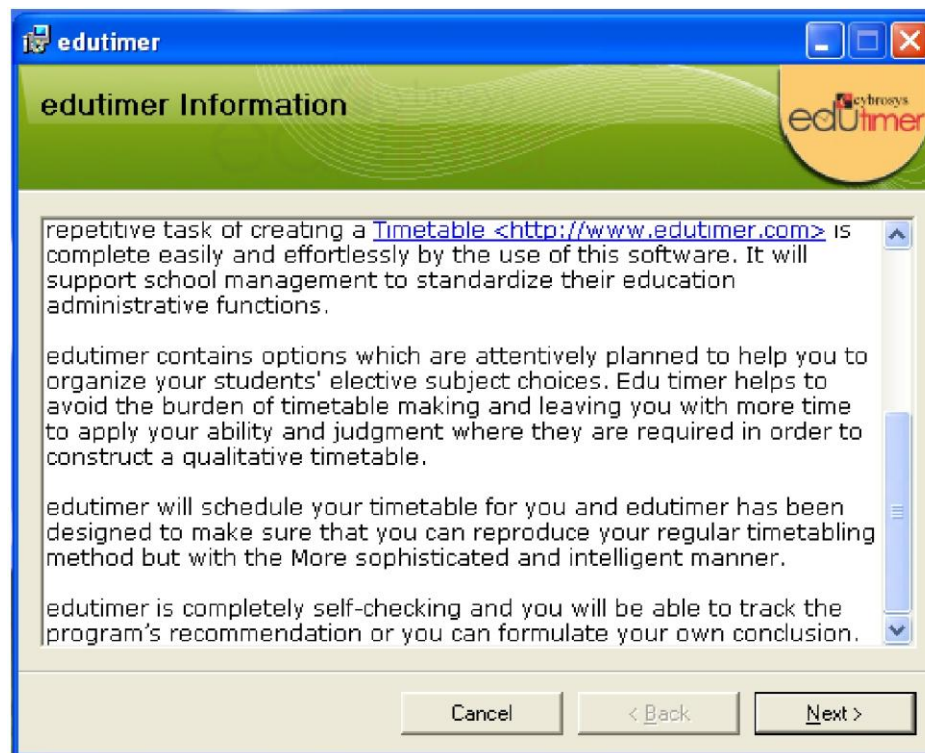 edutimer
edutimer Information
cybrosys
edutimer
repetitive task of creating a Timetable <http://www.edutimer.com> is
complete easily and effortlessly by the use of this software. It will
support school management to standardize their education
administrative functions.
edutimer contains options which are attentively planned to help you to
organize your students' elective subject choices. Edu timer helps to
avoid the burden of timetable making and leaving you with more time
to apply your ability and judgment where they are required in order to
construct a qualitative timetable.
edutimer will schedule your timetable for you and edutimer has been
designed to make sure that you can reproduce your regular timetabling
method but with the More sophisticated and intelligent manner.
edutimer is completely self-checking and you will be able to track the
program's recommendation or you can formulate your own conclusion.
Cancel
< Back
Next >